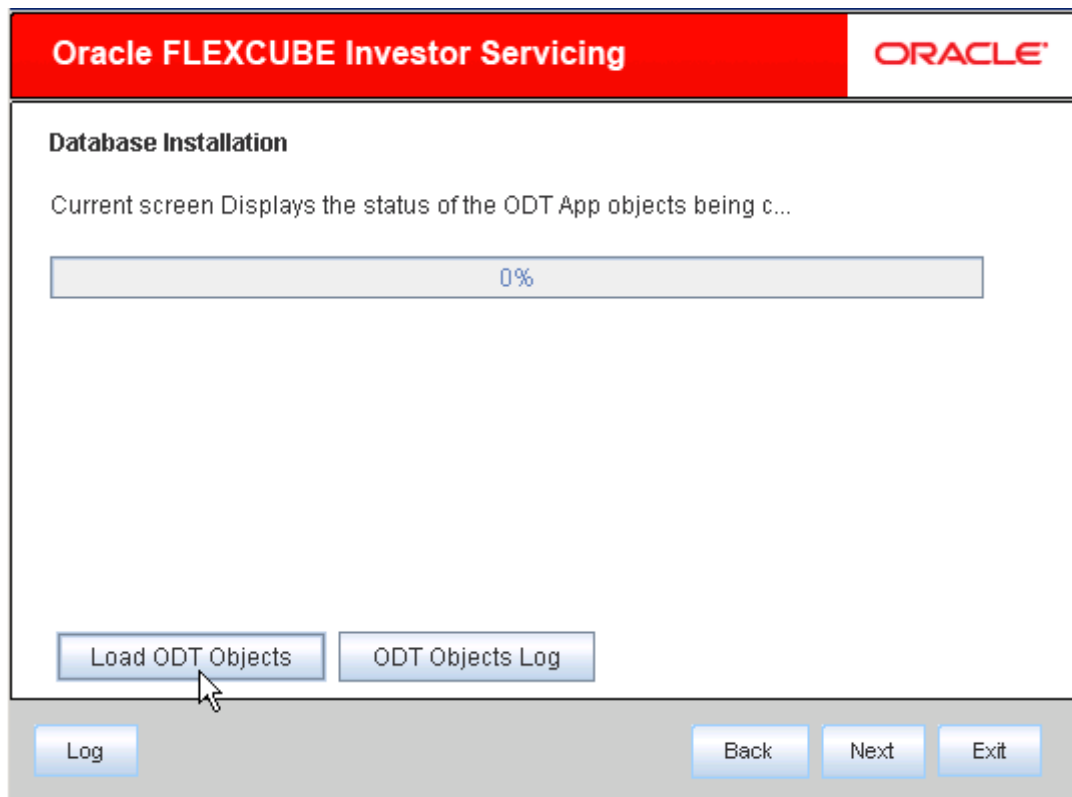 Oracle FLEXCUBE Investor Servicing
ORACLE
Database Installation
Current screen Displays the status of the ODT App objects being c...
0%
Load ODT Objects
ODT Objects Log
Log
Back
Next
Exit